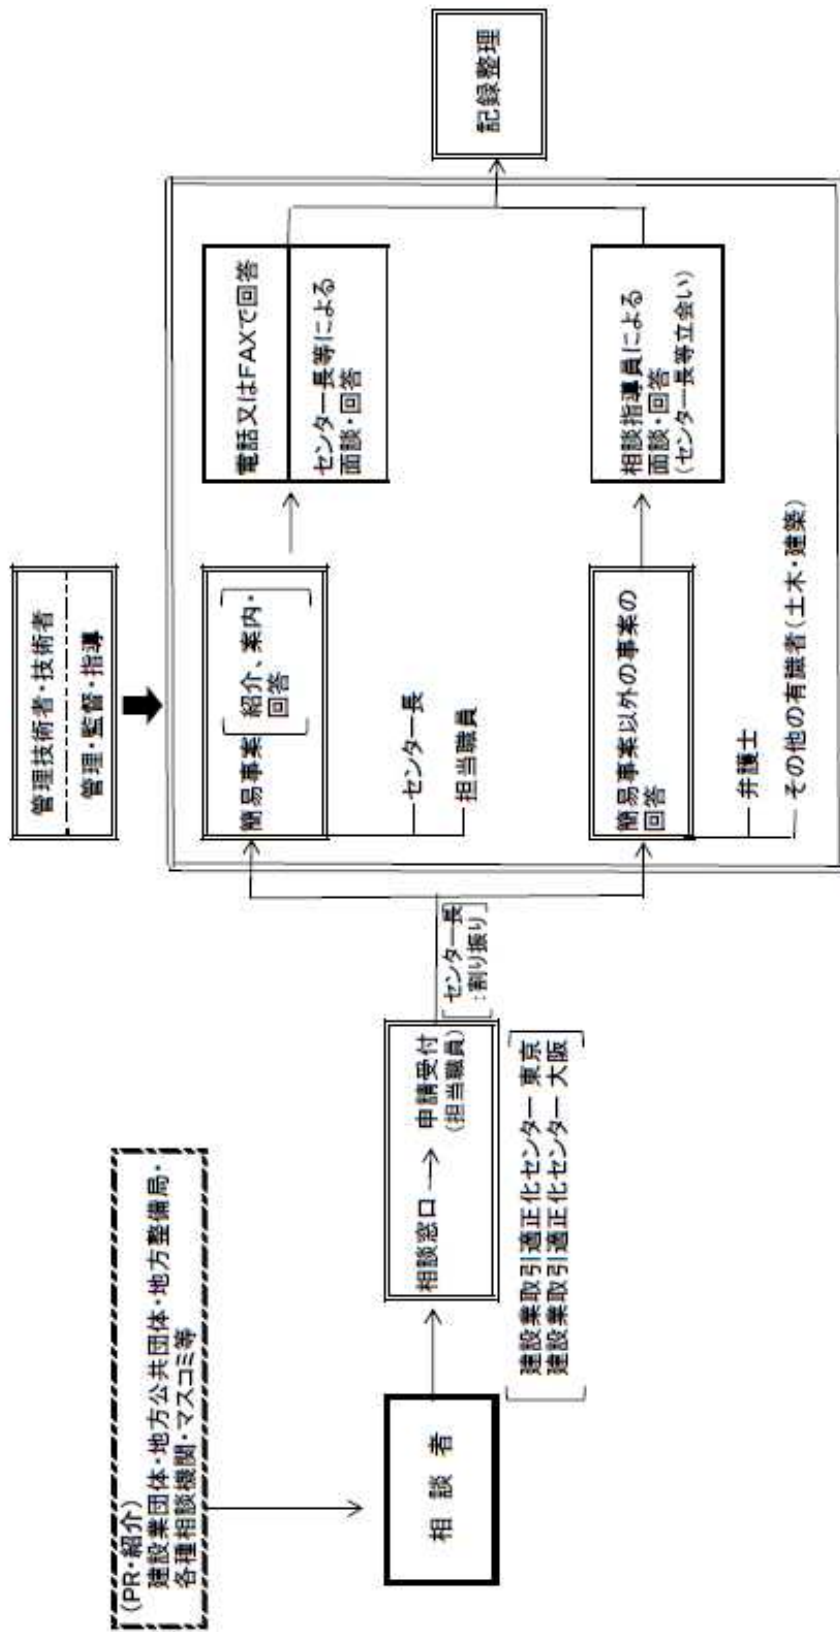 (PR・紹介)
建設業団体・地方公共団体・地方整備局・
各種相談機関・マスコミ等
相談者
相談窓口
申請受付
(担当職員)
建設業取引適正化センター 東京
建設業取引適正化センター 大阪
センター長
:割り振り
管理技術者・技術者
管理・監督・指導
簡易事案
紹介、案内・
回答
センター長
担当職員
電話又はFAXで回答
センター長等による
面談・回答
簡易事案以外の事案の
回答
弁護士
その他の有識者(土木・建築)
相談指導員による
面談・回答
(センター長等立会い)
記録整理